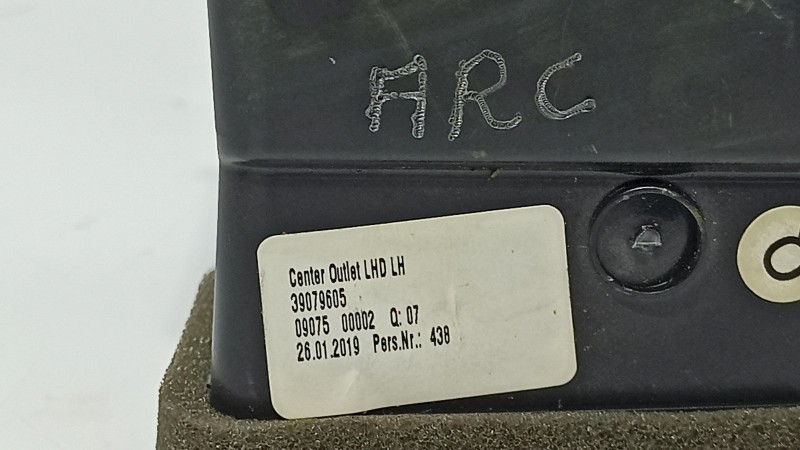 ARC
Center Outlet LHD LH
39079605
09075 00002 Q: 07
26.01.2019 Pers.Nr.: 438